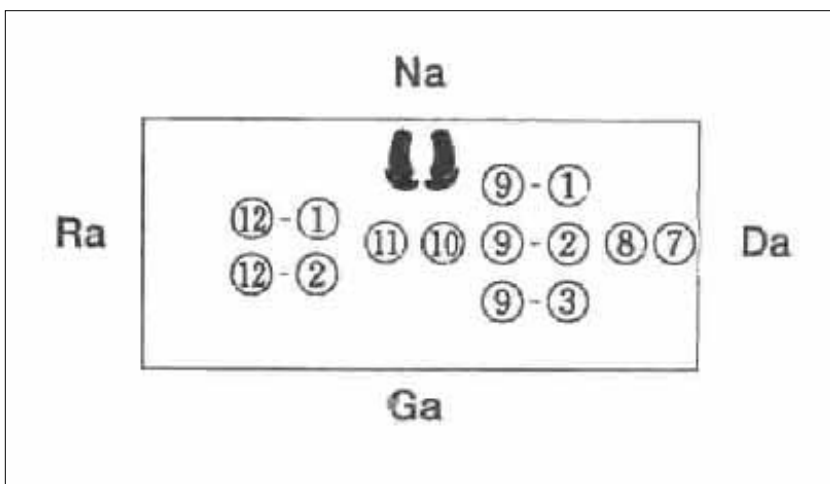 Na
⑨-①
⑫-①
Ra ⑪ ⑩ ⑨-② ⑧ ⑦ Da
⑫-②
⑨-③
Ga